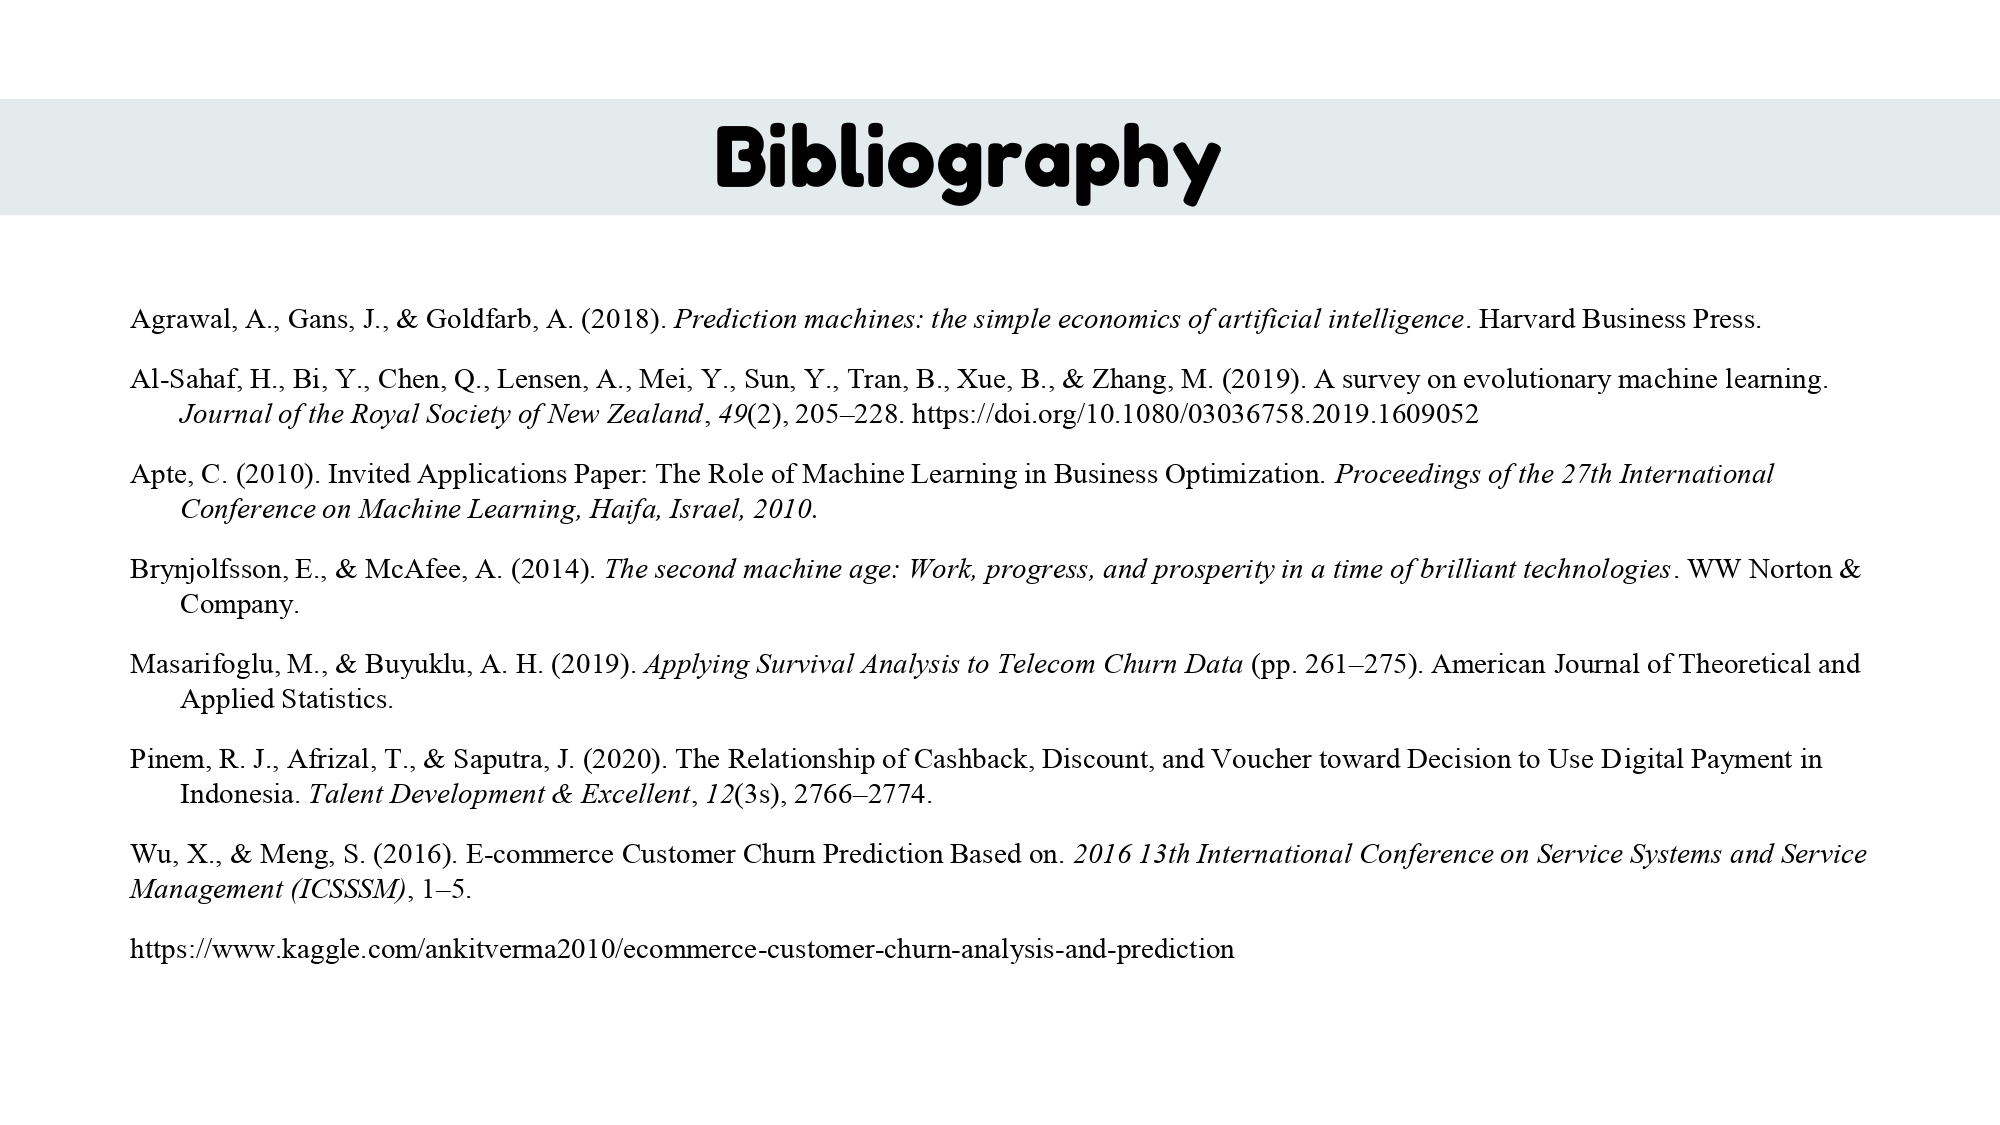 Bibliography
Agrawal, A., Gans, J., & Goldfarb, A. (2018). Prediction machines: the simple economics of artificial intelligence. Harvard Business Press.
Al-Sahaf, H., Bi, Y., Chen, Q., Lensen, A., Mei, Y., Sun, Y., Tran, B., Xue, B., & Zhang, M. (2019). A survey on evolutionary machine learning.
Journal of the Royal Society of New Zealand, 49(2), 205–228. https://doi.org/10.1080/03036758.2019.1609052
Apte, C. (2010). Invited Applications Paper: The Role of Machine Learning in Business Optimization. Proceedings of the 27th International
Conference on Machine Learning, Haifa, Israel, 2010.
Brynjolfsson, E., & McAfee, A. (2014). The second machine age: Work, progress, and prosperity in a time of brilliant technologies. WW Norton &
Company.
Masarifoglu, M., & Buyuklu, A. H. (2019). Applying Survival Analysis to Telecom Churn Data (pp. 261–275). American Journal of Theoretical and
Applied Statistics.
Pinem, R. J., Afrizal, T., & Saputra, J. (2020). The Relationship of Cashback, Discount, and Voucher toward Decision to Use Digital Payment in
Indonesia. Talent Development & Excellent, 12(3s), 2766–2774.
Wu, X., & Meng, S. (2016). E-commerce Customer Churn Prediction Based on. 2016 13th International Conference on Service Systems and Service
Management (ICSSSM), 1–5.
https://www.kaggle.com/ankitverma2010/ecommerce-customer-churn-analysis-and-prediction